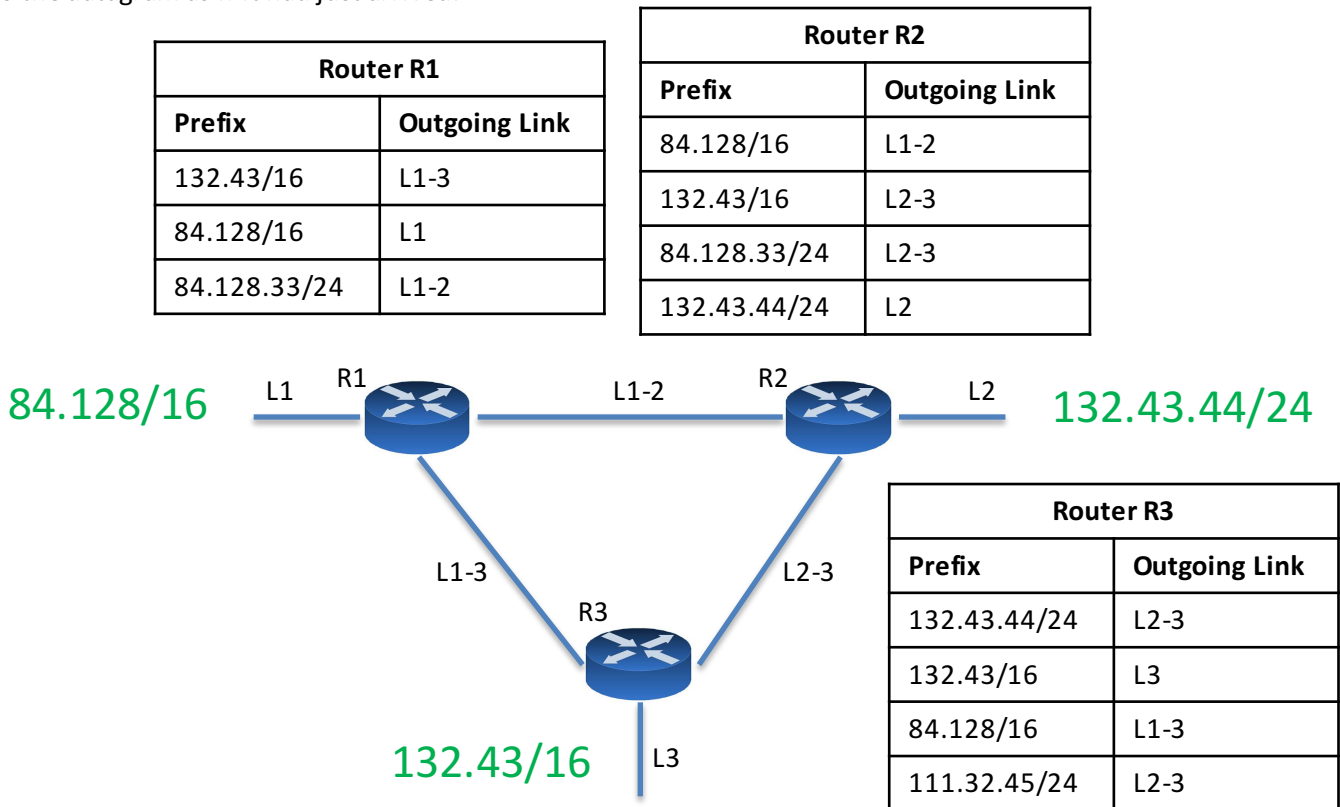 Router R1
Prefix Outgoing Link
132.43/16 L1-3
84.128/16 L1
84.128.33/24 L1-2
Router R2
Prefix Outgoing Link
84.128/16 L1-2
132.43/16 L2-3
84.128.33/24 L2-3
132.43.44/24 L2
84.128/16 L1 R1 L1-2 R2 L2 132.43.44/24
L1-3 L2-3
R3
132.43/16 L3
Router R3
Prefix Outgoing Link
132.43.44/24 L2-3
132.43/16 L3
84.128/16 L1-3
111.32.45/24 L2-3